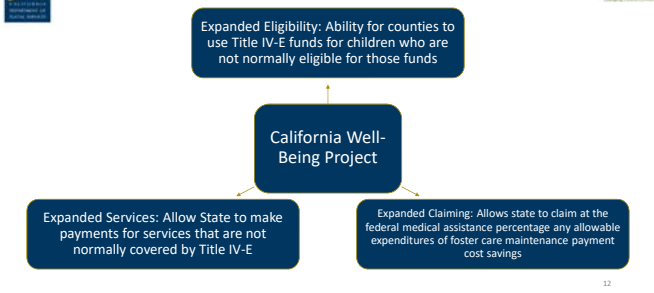 Expanded Eligibility: Ability for counties to
use Title IV-E funds for children who are
not normally eligible for those funds
California Well-
Being Project
Expanded Services: Allow State to make
payments for services that are not
normally covered by Title IV-E
Expanded Claiming: Allows state to claim at the
federal medical assistance percentage any allowable
expenditures of foster care maintenance payment
cost savings
12